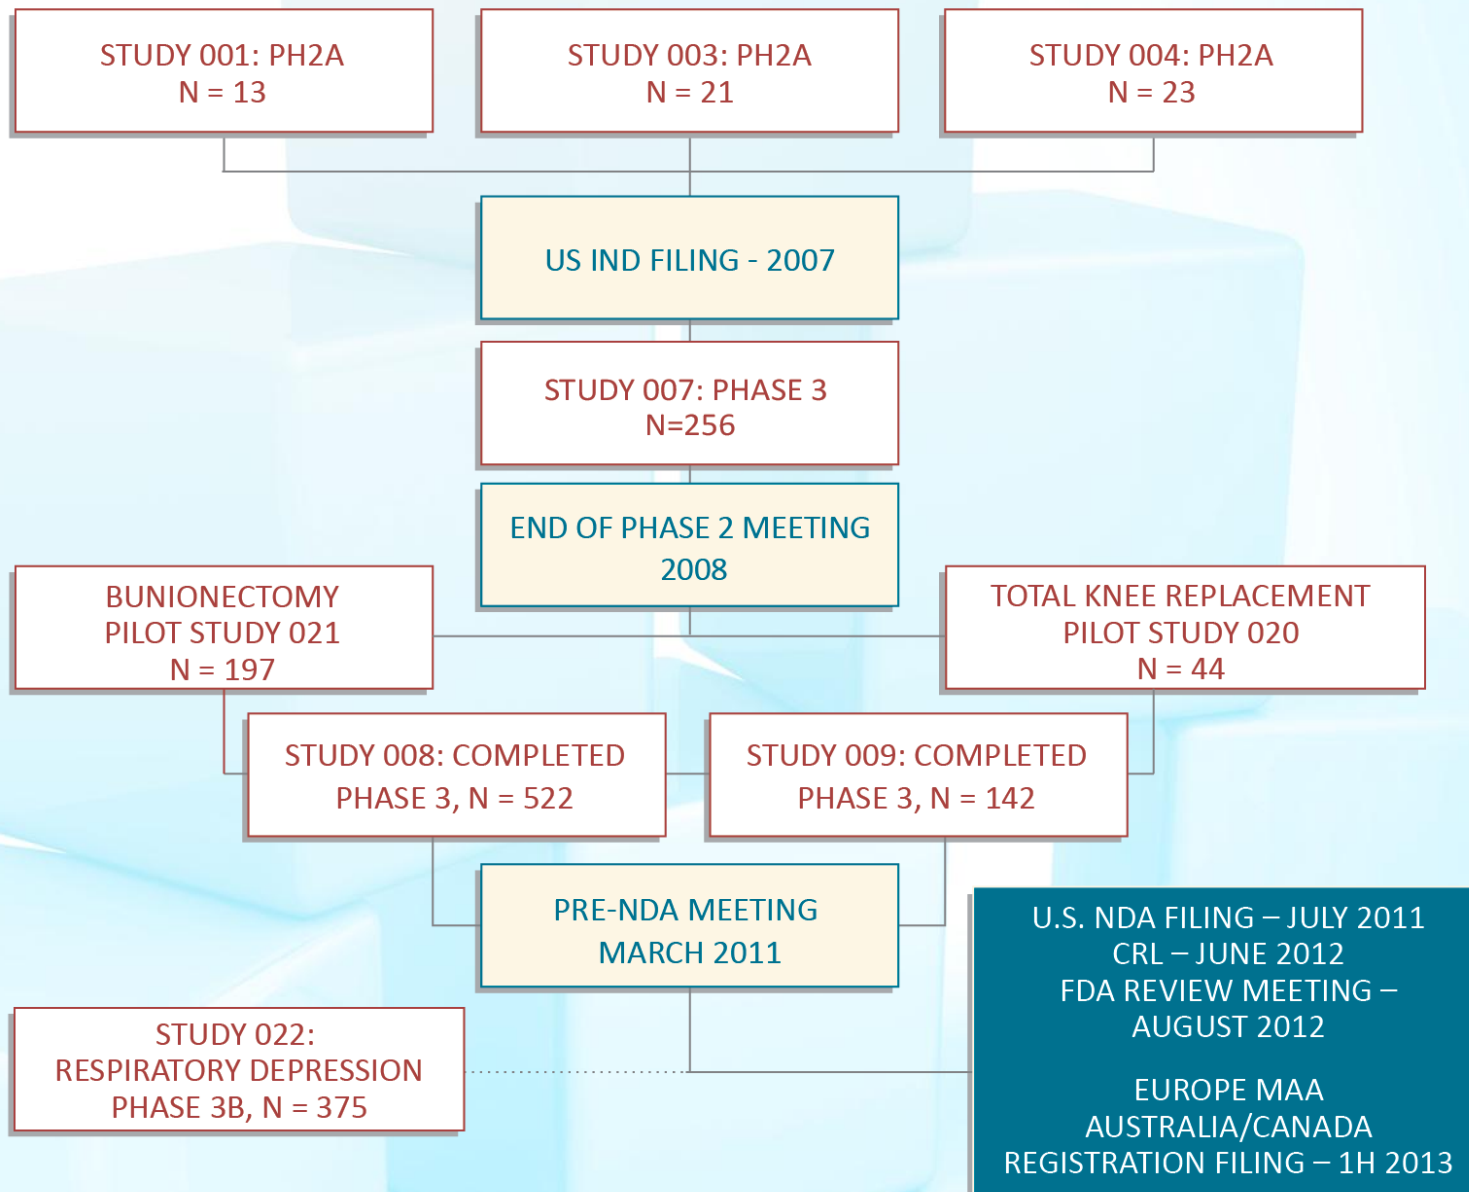 STUDY 001: PH2A
N = 13
STUDY 003: PH2A
N = 21
STUDY 004: PH2A
N = 23
US IND FILING - 2007
STUDY 007: PHASE 3
N=256
END OF PHASE 2 MEETING
2008
BUNIONECTOMY
PILOT STUDY 021
N = 197
TOTAL KNEE REPLACEMENT
PILOT STUDY 020
N = 44
STUDY 008: COMPLETED
PHASE 3, N = 522
STUDY 009: COMPLETED
PHASE 3, N = 142
PRE-NDA MEETING
MARCH 2011
STUDY 022:
RESPIRATORY DEPRESSION
PHASE 3B, N = 375
U.S. NDA FILING – JULY 2011
CRL – JUNE 2012
FDA REVIEW MEETING –
AUGUST 2012
EUROPE MAA
AUSTRALIA/CANADA
REGISTRATION FILING – 1H 2013